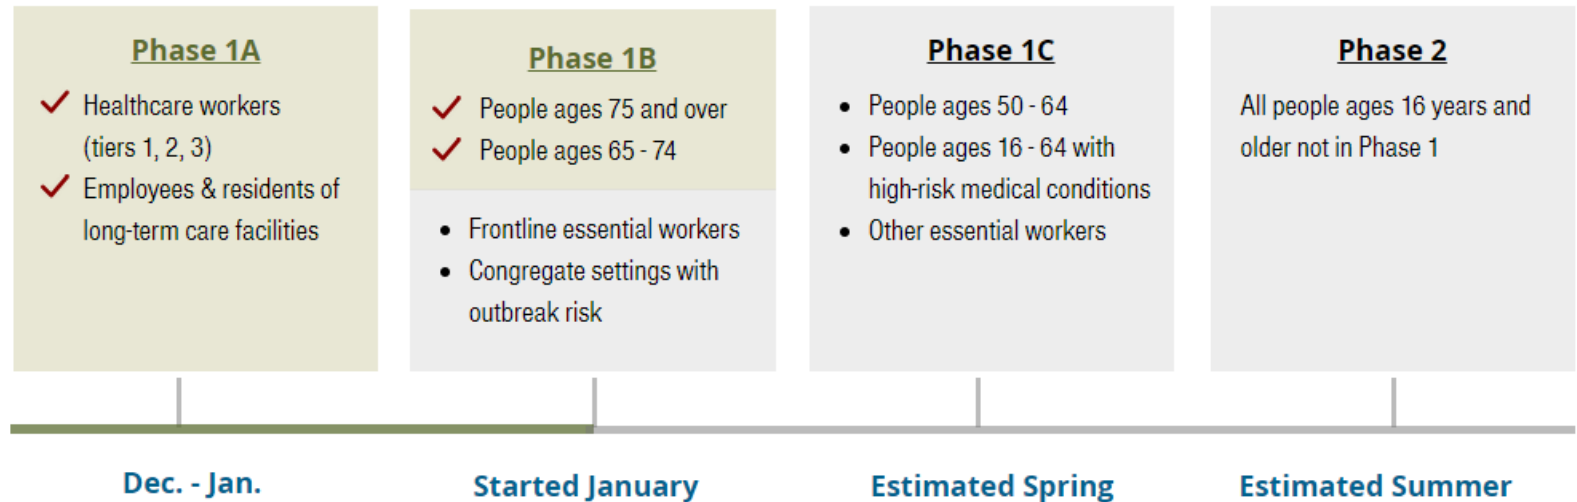 Phase 1A
Healthcare workers
(tiers 1, 2, 3)
Employees & residents of
long-term care facilities
Phase 1B
People ages 75 and over
People ages 65 - 74
Frontline essential workers
Congregate settings with
outbreak risk
Phase 1C
People ages 50 - 64
People ages 16 - 64 with
high-risk medical conditions
Other essential workers
Phase 2
All people ages 16 years and
older not in Phase 1
Dec. - Jan.
Started January
Estimated Spring
Estimated Summer